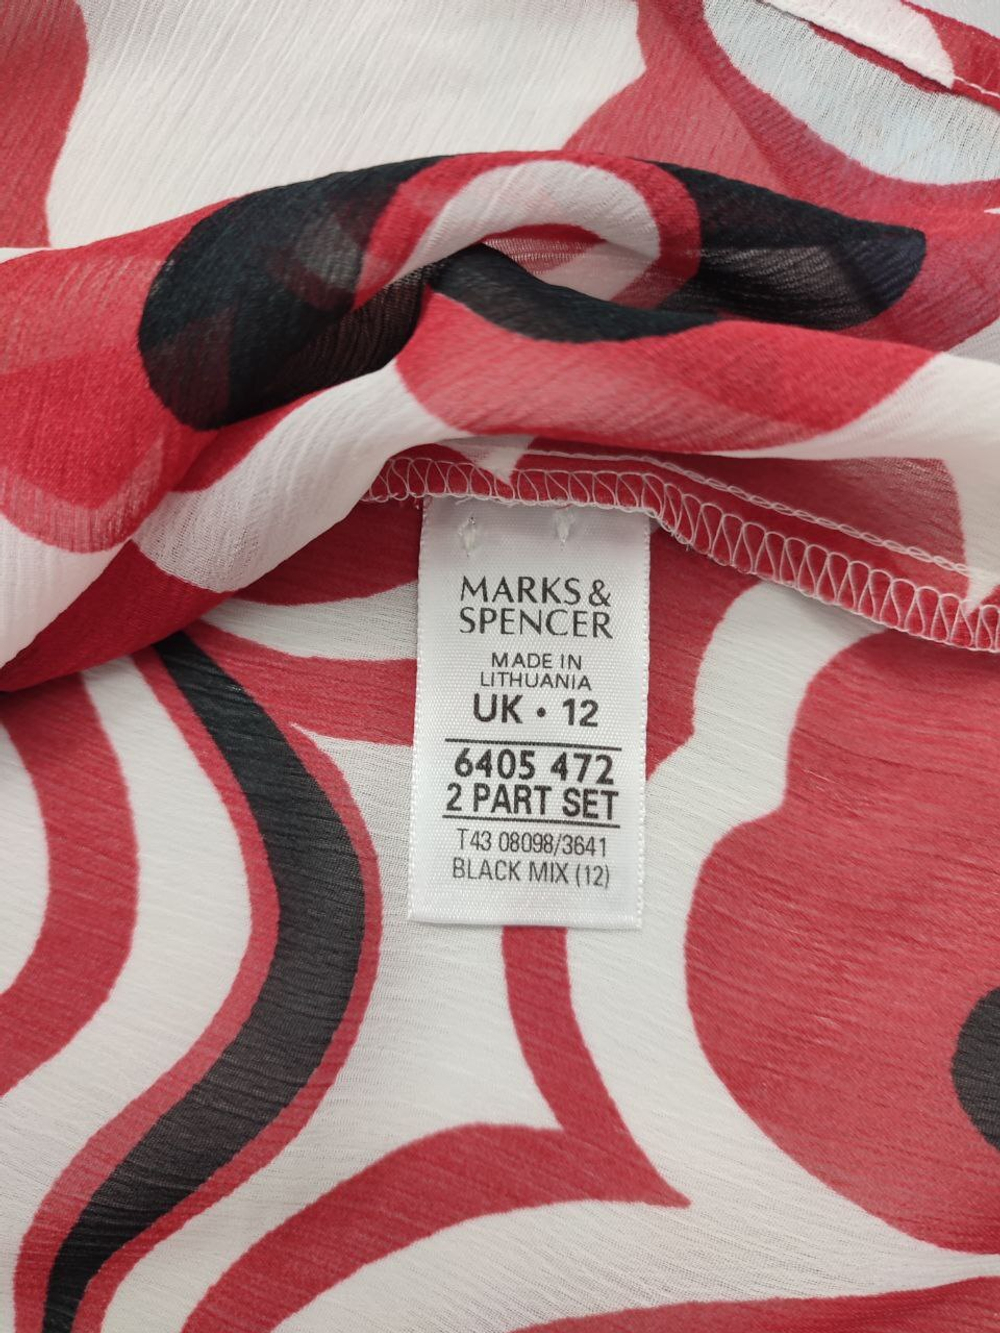 MARKS &
SPENCER
MADE IN
LITHUANIA
UK • 12
6405 472
2 PART SET
T43 08098/3641
BLACK MIX (12)